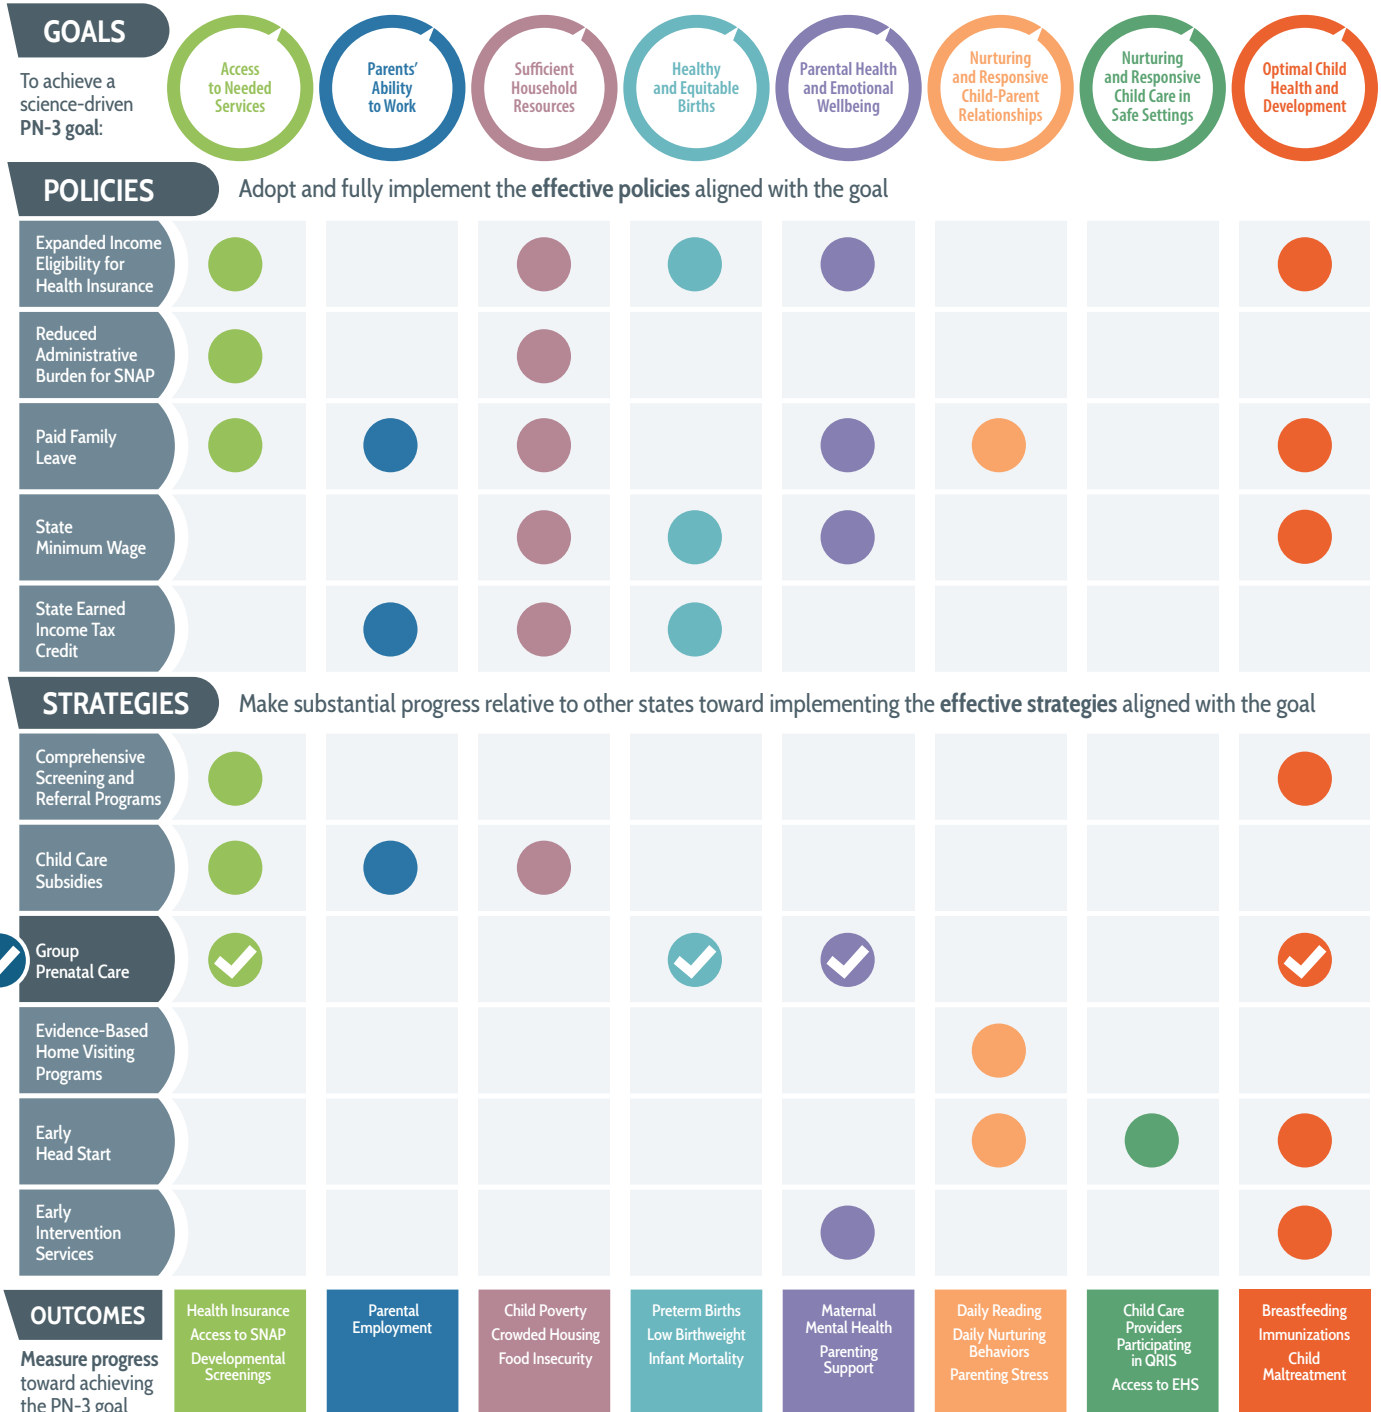 GOALS
To achieve a
science-driven
PN-3 goal:
Access
to Needed
Services
Parents’
Ability
to Work
Sufficient
Household
Resources
Healthy
and Equitable
Births
Parental Health
and Emotional
Wellbeing
Nurturing
and Responsive
Child-Parent
Relationships
Nurturing
and Responsive
Child Care in
Safe Settings
Optimal Child
Health and
Development
POLICIES
Adopt and fully implement the effective policies aligned with the goal
Expanded Income
Eligibility for
Health Insurance
Reduced
Administrative
Burden for SNAP
Paid Family
Leave
State
Minimum Wage
State Earned
Income Tax
Credit
STRATEGIES
Make substantial progress relative to other states toward implementing the effective strategies aligned with the goal
Comprehensive
Screening and
Referral Programs
Child Care
Subsidies
Group
Prenatal Care
Evidence-Based
Home Visiting
Programs
Early
Head Start
Early
Intervention
Services
OUTCOMES
Measure progress
toward achieving
the PN-3 goal
Health Insurance
Access to SNAP
Developmental
Screenings
Parental
Employment
Child Poverty
Crowded Housing
Food Insecurity
Preterm Births
Low Birthweight
Infant Mortality
Maternal
Mental Health
Parenting
Support
Daily Reading
Daily Nurturing
Behaviors
Parenting Stress
Child Care
Providers
Participating
in QRIS
Access to EHS
Breastfeeding
Immunizations
Child
Maltreatment